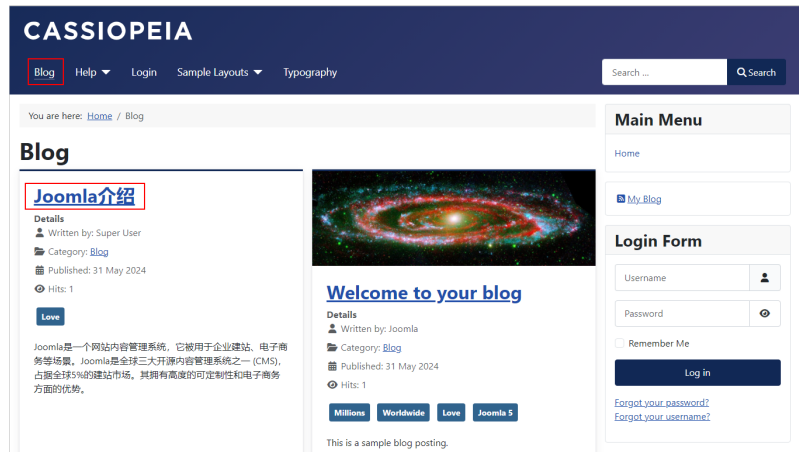 CASSIOPEIA
Blog Help Login Sample Layouts Typography Search ... Search
You are here: Home / Blog
Blog
Joomla介绍
Details
Written by: Super User
Category: Blog
Published: 31 May 2024
Hits: 1
Love
Joomla是一个网站内容管理系统，它被用于企业建站、电子商
务等场景。Joomla是全球三大开源内容管理系统之一 (CMS)，
占据全球5%的建站市场。其拥有高度的可定制性和电子商务
方面的优势。
Welcome to your blog
Details
Written by: Joomla
Category: Blog
Published: 31 May 2024
Hits: 1
Millions Worldwide Love Joomla 5
This is a sample blog posting.
Main Menu
Home
My Blog
Login Form
Username
Password
Remember Me
Log in
Forgot your password?
Forgot your username?